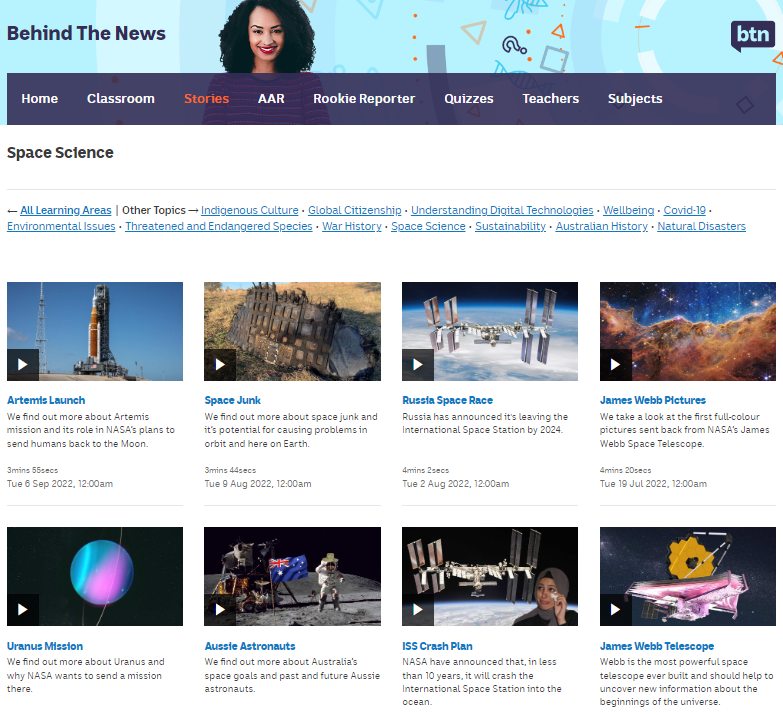 Behind The News
btn
Home Classroom Stories AAR Rookie Reporter Quizzes Teachers Subjects
Space Science
← All Learning Areas | Other Topics → Indigenous Culture • Global Citizenship • Understanding Digital Technologies • Wellbeing • Covid-19 •
Environmental Issues • Threatened and Endangered Species • War History • Space Science • Sustainability • Australian History • Natural Disasters
Artemis Launch
We find out more about Artemis
mission and its role in NASA's plans to
send humans back to the Moon.
3mins 55secs
Tue 6 Sep 2022, 12:00am
Space Junk
We find out more about space junk and
it's potential for causing problems in
orbit and here on Earth.
3mins 44secs
Tue 9 Aug 2022, 12:00am
Russia Space Race
Russia has announced it's leaving the
International Space Station by 2024.
4mins 2secs
Tue 2 Aug 2022, 12:00am
James Webb Pictures
We take a look at the first full-colour
pictures sent back from NASA's James
Webb Space Telescope.
4mins 20secs
Tue 19 Jul 2022, 12:00am
Uranus Mission
We find out more about Uranus and
why NASA wants to send a mission
there.
Aussie Astronauts
We find out more about Australia's
space goals and past and future Aussie
astronauts.
ISS Crash Plan
NASA have announced that, in less
than 10 years, it will crash the
International Space Station into the
ocean.
James Webb Telescope
Webb is the most powerful space
telescope ever built and should help to
uncover new information about the
beginnings of the universe.